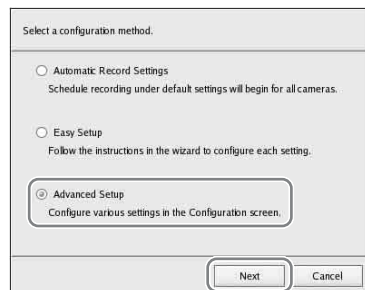 Select a configuration method.
Automatic Record Settings
Schedule recording under default settings will begin for all cameras.
Easy Setup
Follow the instructions in the wizard to configure each setting.
Advanced Setup
Configure various settings in the Configuration screen.
Next Cancel